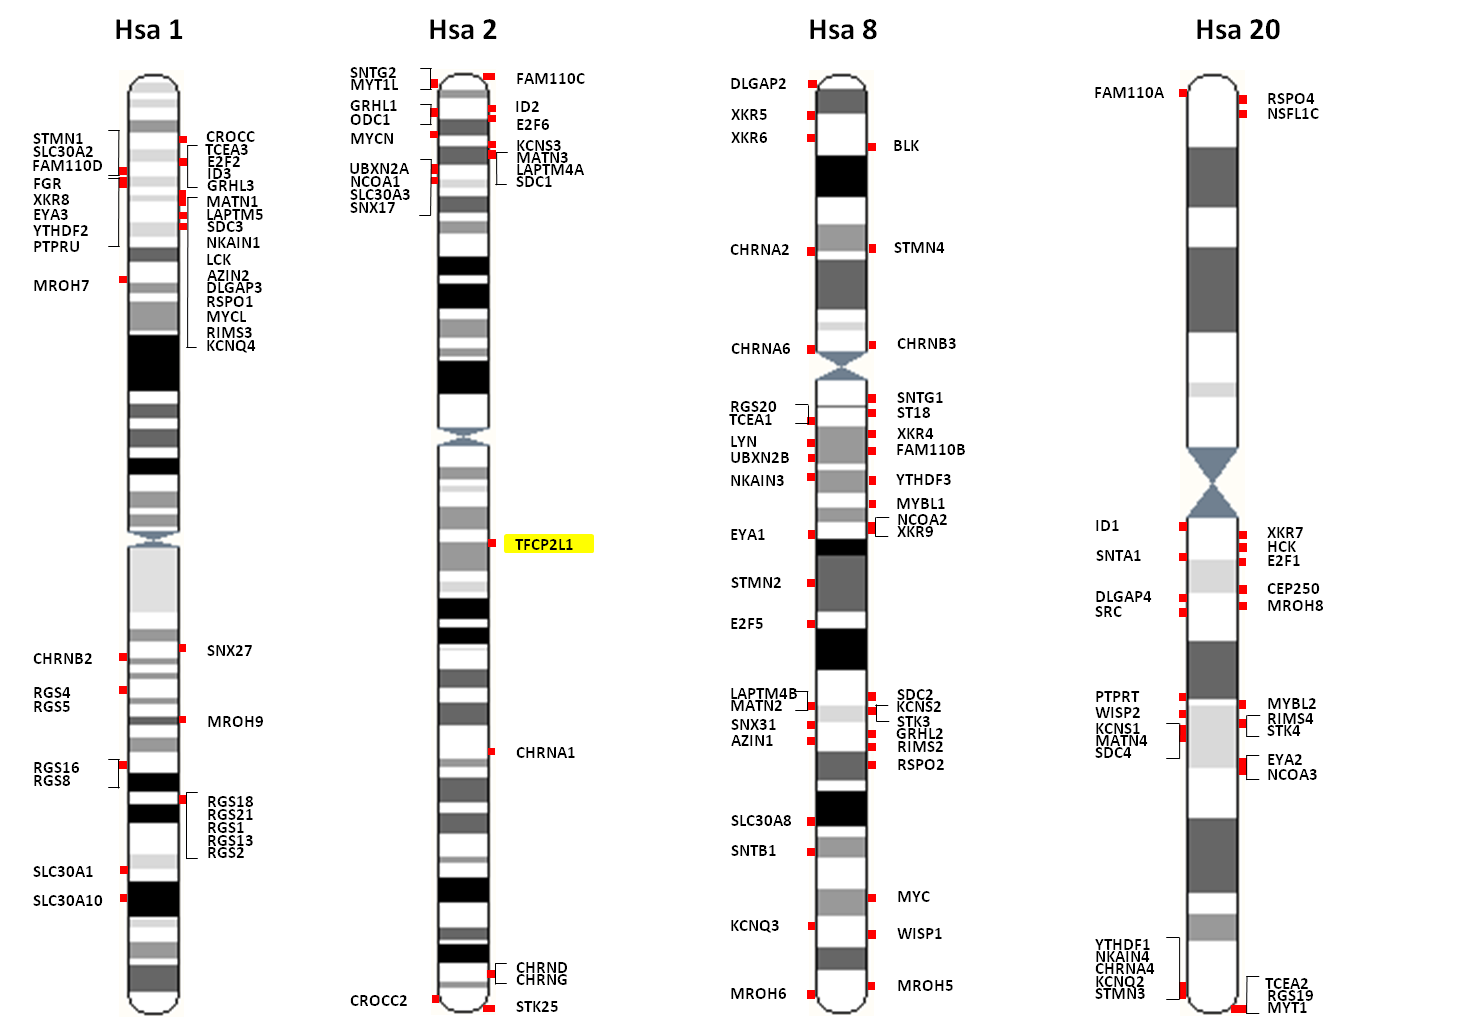 Hsa 1
Hsa 2
Hsa 8
Hsa 20
STMN1
SLC30A2
FAM110D
FGR
XKR8
EYA3
YTHDF2
PTPRU
MROH7
CHRNB2
RGS4
RGS5
RGS16
RGS8
SLC30A1
SLC30A10
CROCC
TCEA3
E2F2
ID3
GRHL3
MATN1
LAPTM5
SDC3
NKAIN1
LCK
AZIN2
DLGAP3
RSPO1
MYCL
RIMS3
KCNQ4
SNX27
MROH9
RGS18
RGS21
RGS1
RGS13
RGS2
SNTG2
MYT1L
GRHL1
ODC1
MYCN
UBXN2A
NCOA1
SLC30A3
SNX17
CROCC2
FAM110C
ID2
E2F6
KCNS3
MATN3
LAPTM4A
SDC1
TFCP2L1
CHRNA1
CHRND
CHRNG
STK25
DLGAP2
XKR5
XKR6
CHRNA2
CHRNA6
RGS20
TCEA1
LYN
UBXN2B
NKAIN3
EYA1
STMN2
E2F5
LAPTM4B
MATN2
SNX31
AZIN1
SLC30A8
SNTB1
KCNQ3
MROH6
BLK
STMN4
CHRNB3
SNTG1
ST18
XKR4
FAM110B
YTHDF3
MYBL1
NCOA2
XKR9
SDC2
KCNS2
STK3
GRHL2
RIMS2
RSPO2
MYC
WISP1
MROH5
FAM110A
ID1
SNTA1
DLGAP4
SRC
PTPRT
WISP2
KCNS1
MATN4
SDC4
YTHDF1
NKAIN4
CHRNA4
KCNQ2
STMN3
RSPO4
NSFL1C
XKR7
HCK
E2F1
CEP250
MROH8
MYBL2
RIMS4
STK4
EYA2
NCOA3
TCEA2
RGS19
MYT1